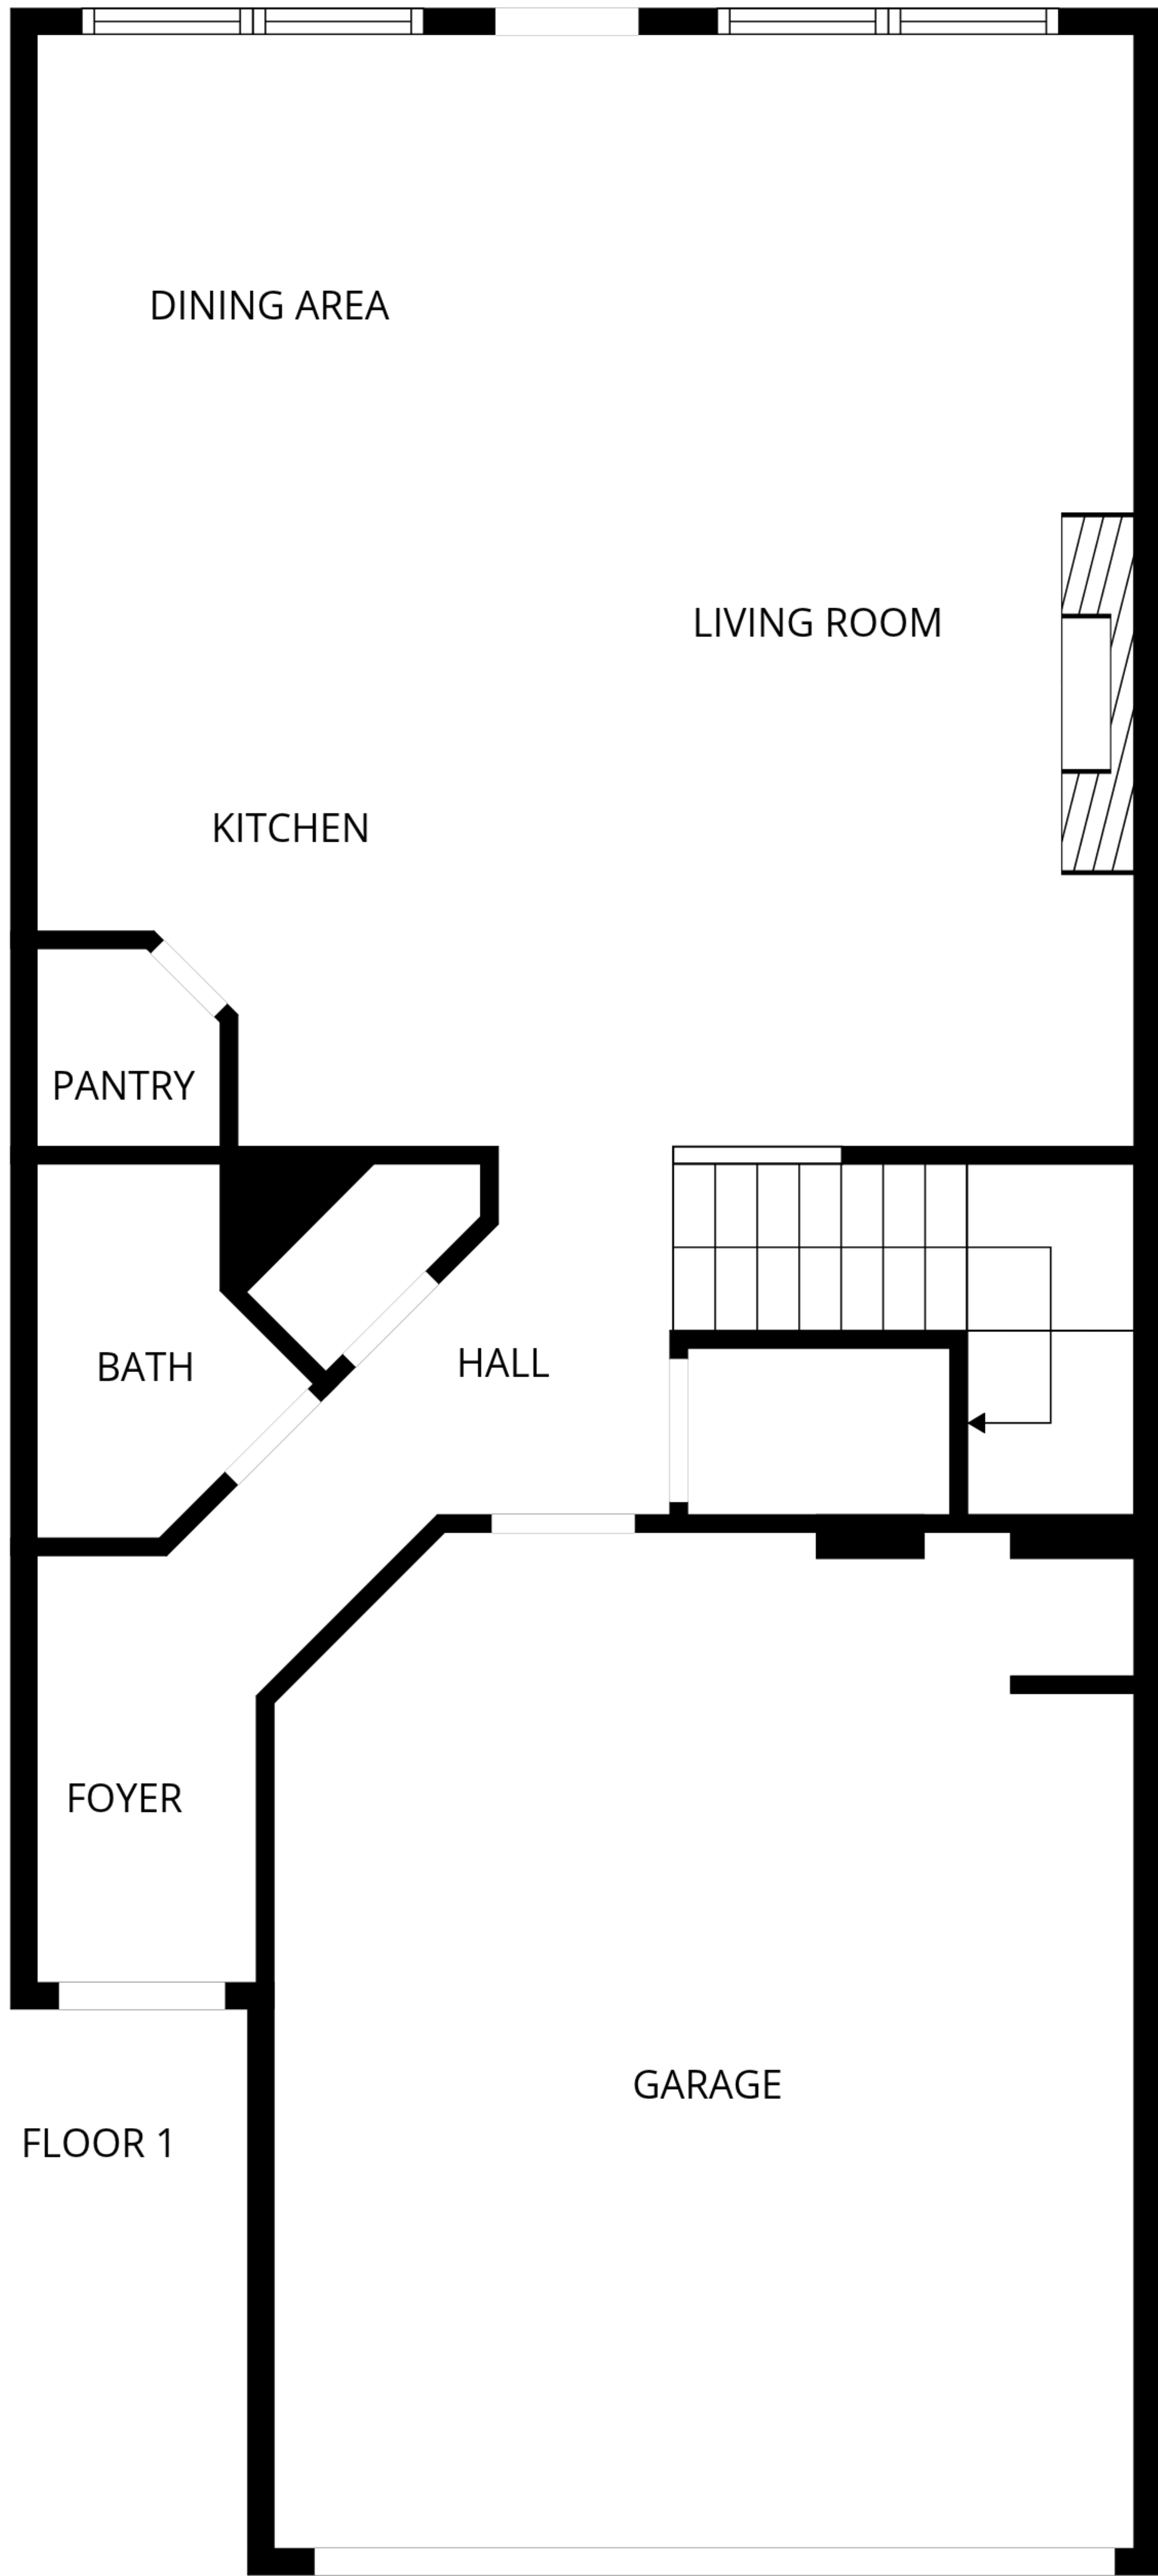 DINING AREA
LIVING ROOM
KITCHEN
PANTRY
BATH
HALL
FOYER
GARAGE
FLOOR 1